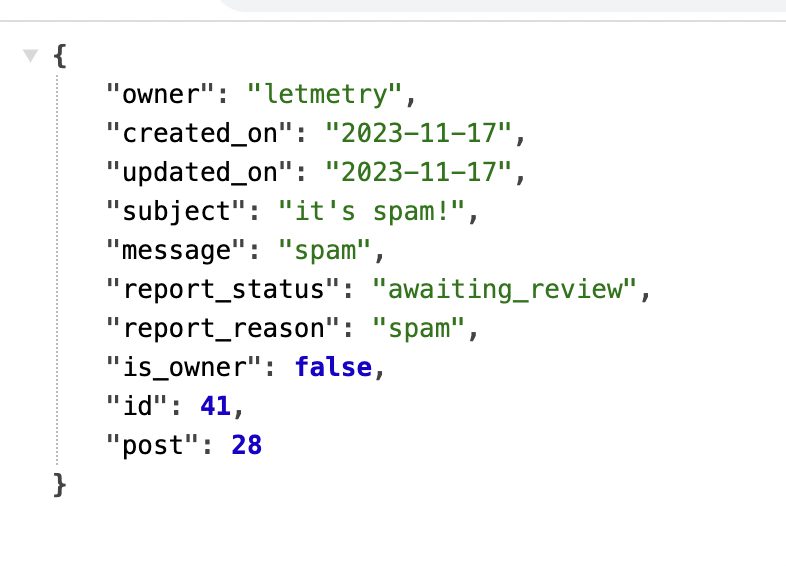 {
"owner": "letmetry",
"created_on": "2023-11-17",
"updated_on": "2023-11-17",
"subject": "it's spam!",
"message": "spam",
"report_status": "awaiting_review",
"report_reason": "spam",
"is_owner": false,
"id": 41,
"post": 28
}